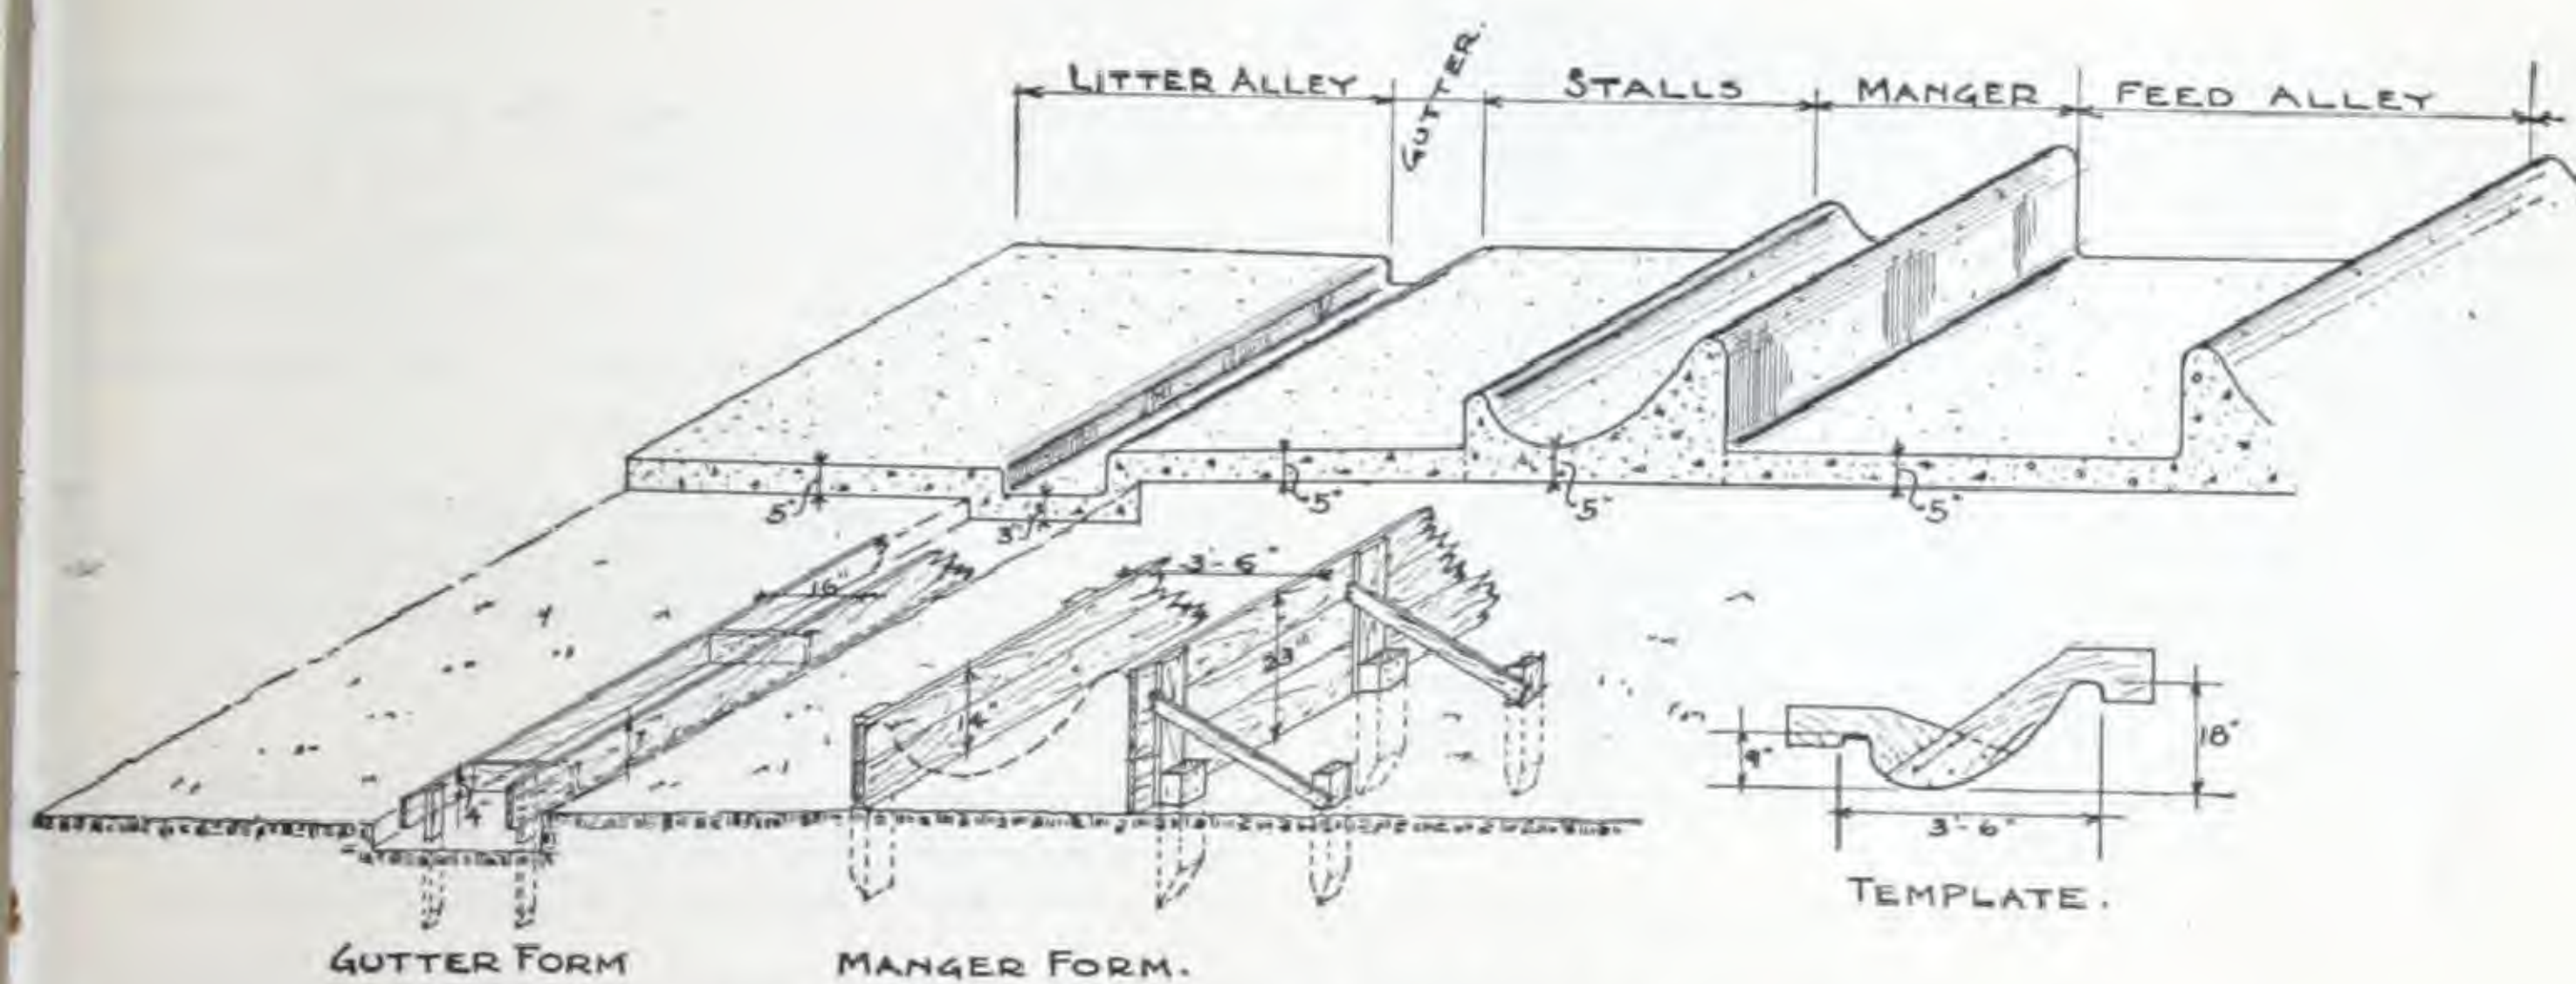 LITTER ALLEY
GUTTER.
STALLS
MANGER
FEED ALLEY
5"
3"
5"
5"
5"
16"
3'-6"
7"
4"
14"
23"
9"
18"
3'-6"
TEMPLATE.
GUTTER FORM
MANGER FORM.